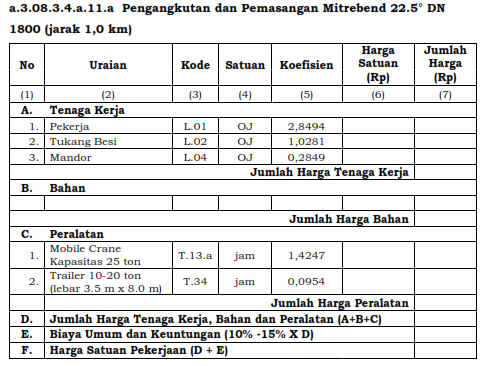 a.3.08.3.4.a.11.a Pengangkutan dan Pemasangan Mitrebend 22.5° DN
1800 (jarak 1,0 km)
No Uraian Kode Satuan Koefisien Harga Satuan (Rp) Jumlah Harga (Rp)
(1) (2) (3) (4) (5) (6) (7)
A. Tenaga Kerja
1. Pekerja L.01 OJ 2,8494
2. Tukang Besi L.02 OJ 1,0281
3. Mandor L.04 OJ 0,2849
Jumlah Harga Tenaga Kerja
B. Bahan
Jumlah Harga Bahan
C. Peralatan
1. Mobile Crane Kapasitas 25 ton T.13.a jam 1,4247
2. Trailer 10-20 ton (lebar 3.5 m x 8.0 m) T.34 jam 0,0954
Jumlah Harga Peralatan
D. Jumlah Harga Tenaga Kerja, Bahan dan Peralatan (A+B+C)
E. Biaya Umum dan Keuntungan (10% -15% X D)
F. Harga Satuan Pekerjaan (D + E)